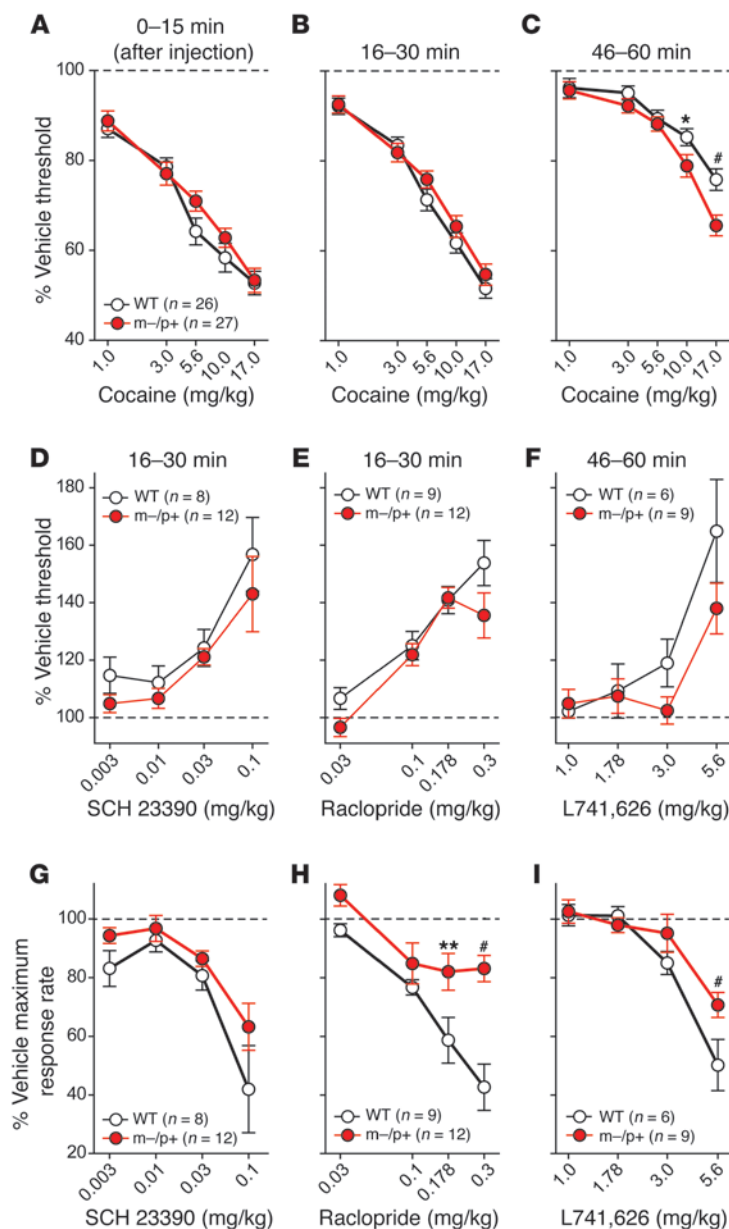 A
0–15 min
(after injection)
B
16–30 min
C
46–60 min
% Vehicle threshold
100
80
60
40
WT (n = 26)
m–/p+ (n = 27)
*
#
1.0
3.0
5.6
10.0
17.0
Cocaine (mg/kg)
1.0
3.0
5.6
10.0
17.0
Cocaine (mg/kg)
1.0
3.0
5.6
10.0
17.0
Cocaine (mg/kg)
D
16–30 min
E
16–30 min
F
46–60 min
% Vehicle threshold
180
160
140
120
100
WT (n = 8)
m–/p+ (n = 12)
WT (n = 9)
m–/p+ (n = 12)
WT (n = 6)
m–/p+ (n = 9)
0.003
0.01
0.03
0.1
SCH 23390 (mg/kg)
0.03
0.1
0.178
0.3
Raclopride (mg/kg)
1.0
1.78
3.0
5.6
L741,626 (mg/kg)
G
H
I
% Vehicle maximum
response rate
100
80
60
40
20
**
#
#
WT (n = 8)
m–/p+ (n = 12)
WT (n = 9)
m–/p+ (n = 12)
WT (n = 6)
m–/p+ (n = 9)
0.003
0.01
0.03
0.1
SCH 23390 (mg/kg)
0.03
0.1
0.178
0.3
Raclopride (mg/kg)
1.0
1.78
3.0
5.6
L741,626 (mg/kg)